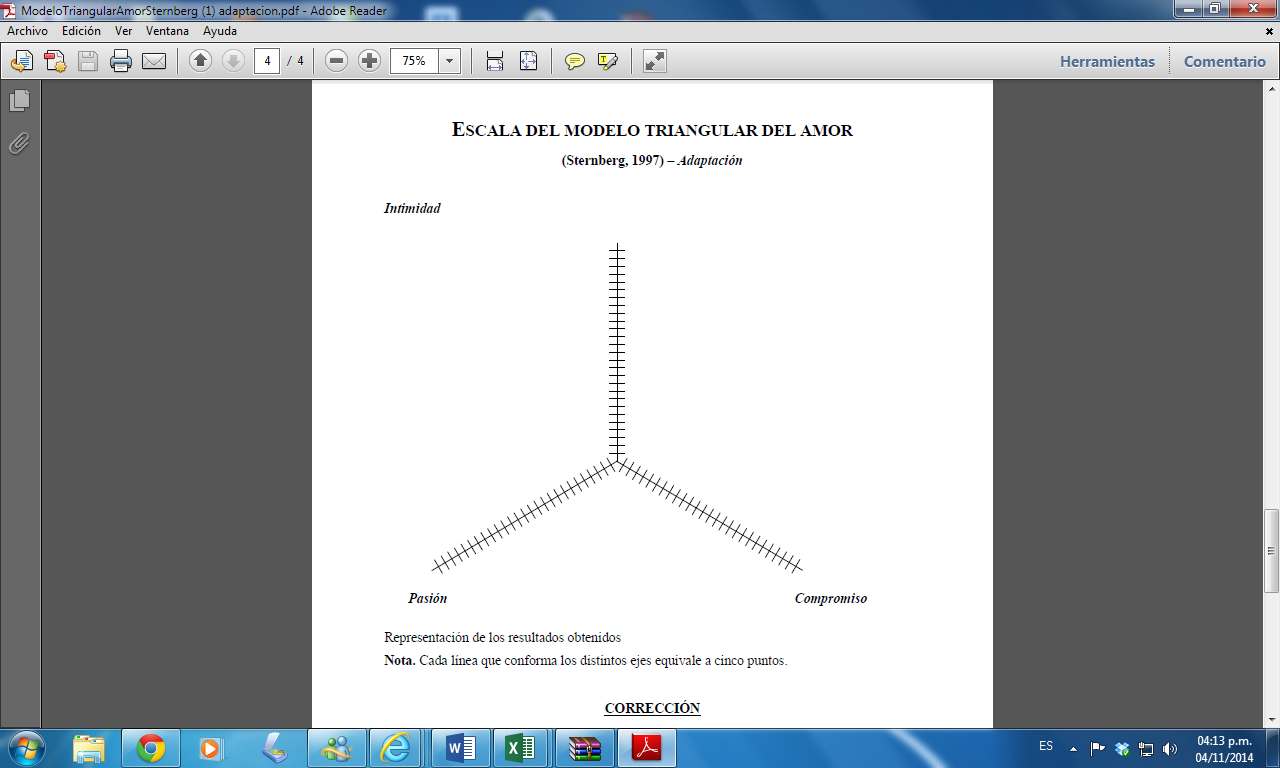 ModeloTriangularAmorSternberg (1) adaptacion.pdf - Adobe Reader
Archivo Edición Ver Ventana Ayuda
4 / 4 75% Herramientas Comentario
ESCALA DEL MODELO TRIANGULAR DEL AMOR
(Sternberg, 1997) – Adaptación
Intimidad
Pasión Compromiso
Representación de los resultados obtenidos
Nota. Cada línea que conforma los distintos ejes equivale a cinco puntos.
CORRECCIÓN
ES 04:13 p.m.
04/11/2014